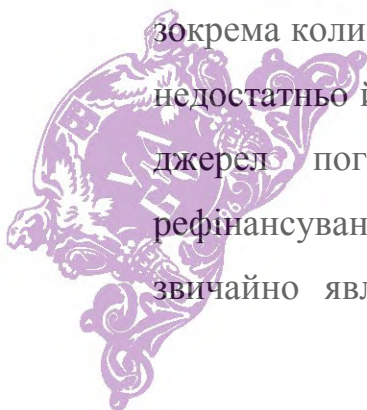 зокрема коли
недостатньо й
джерел пог
рефінансуван
звичайно явл